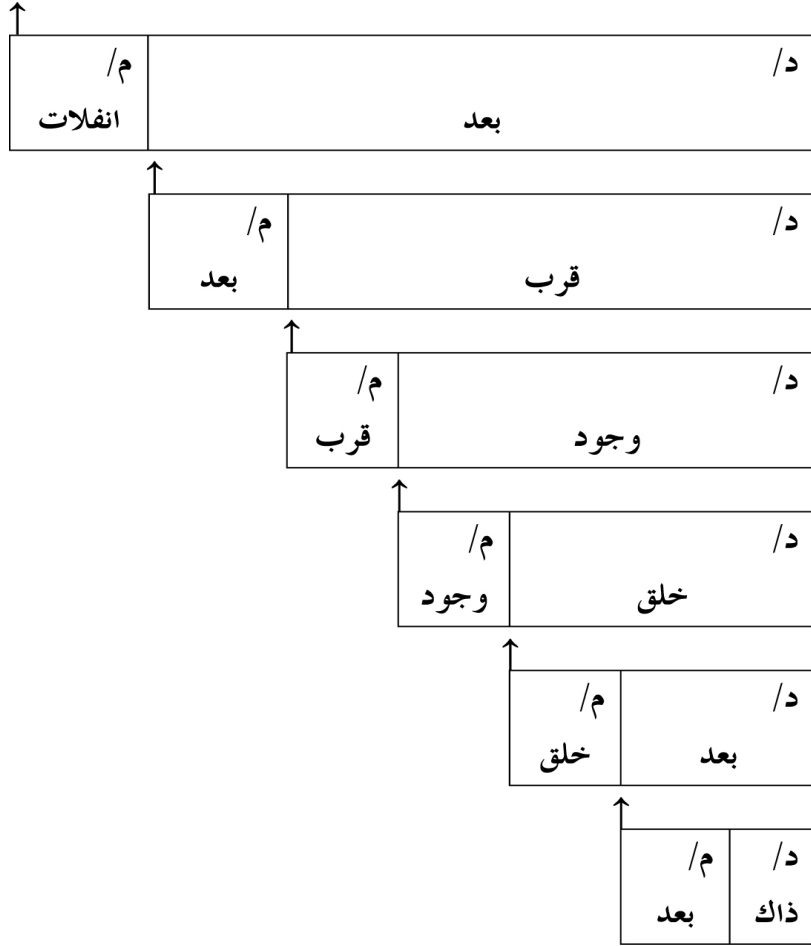 د/ م/
بعد انفلات
د/ م/
قرب بعد
د/ م/
وجود قرب
د/ م/
خلق وجود
د/ م/
بعد خلق
د/ م/
ذاك بعد